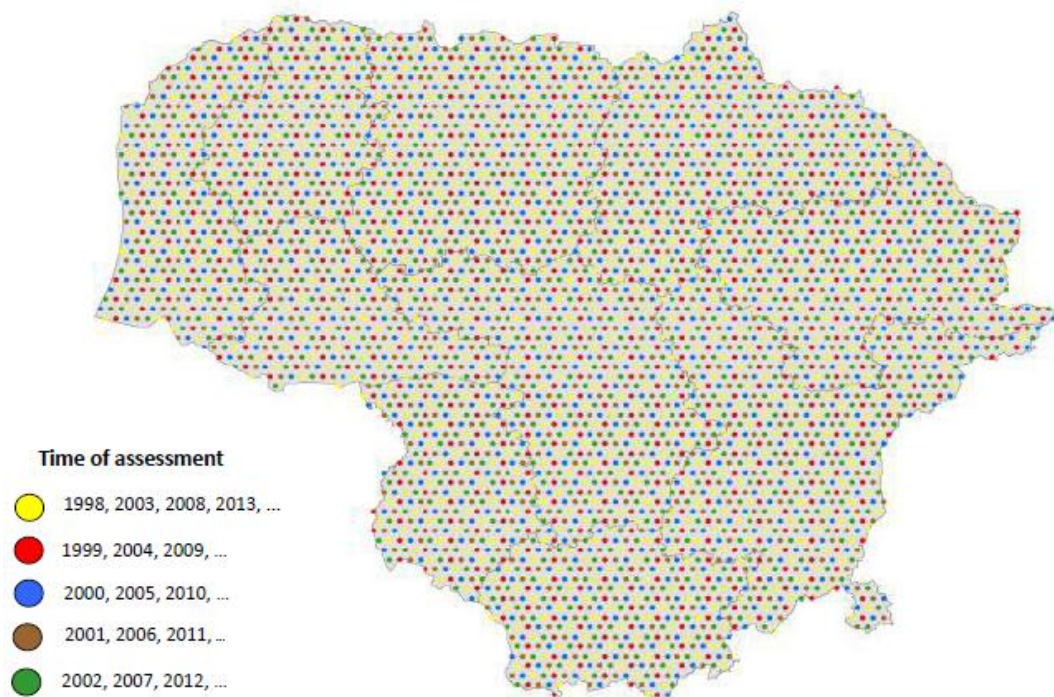 Time of assessment
1998, 2003, 2008, 2013, ...
1999, 2004, 2009, ...
2000, 2005, 2010, ...
2001, 2006, 2011, ...
2002, 2007, 2012, ...